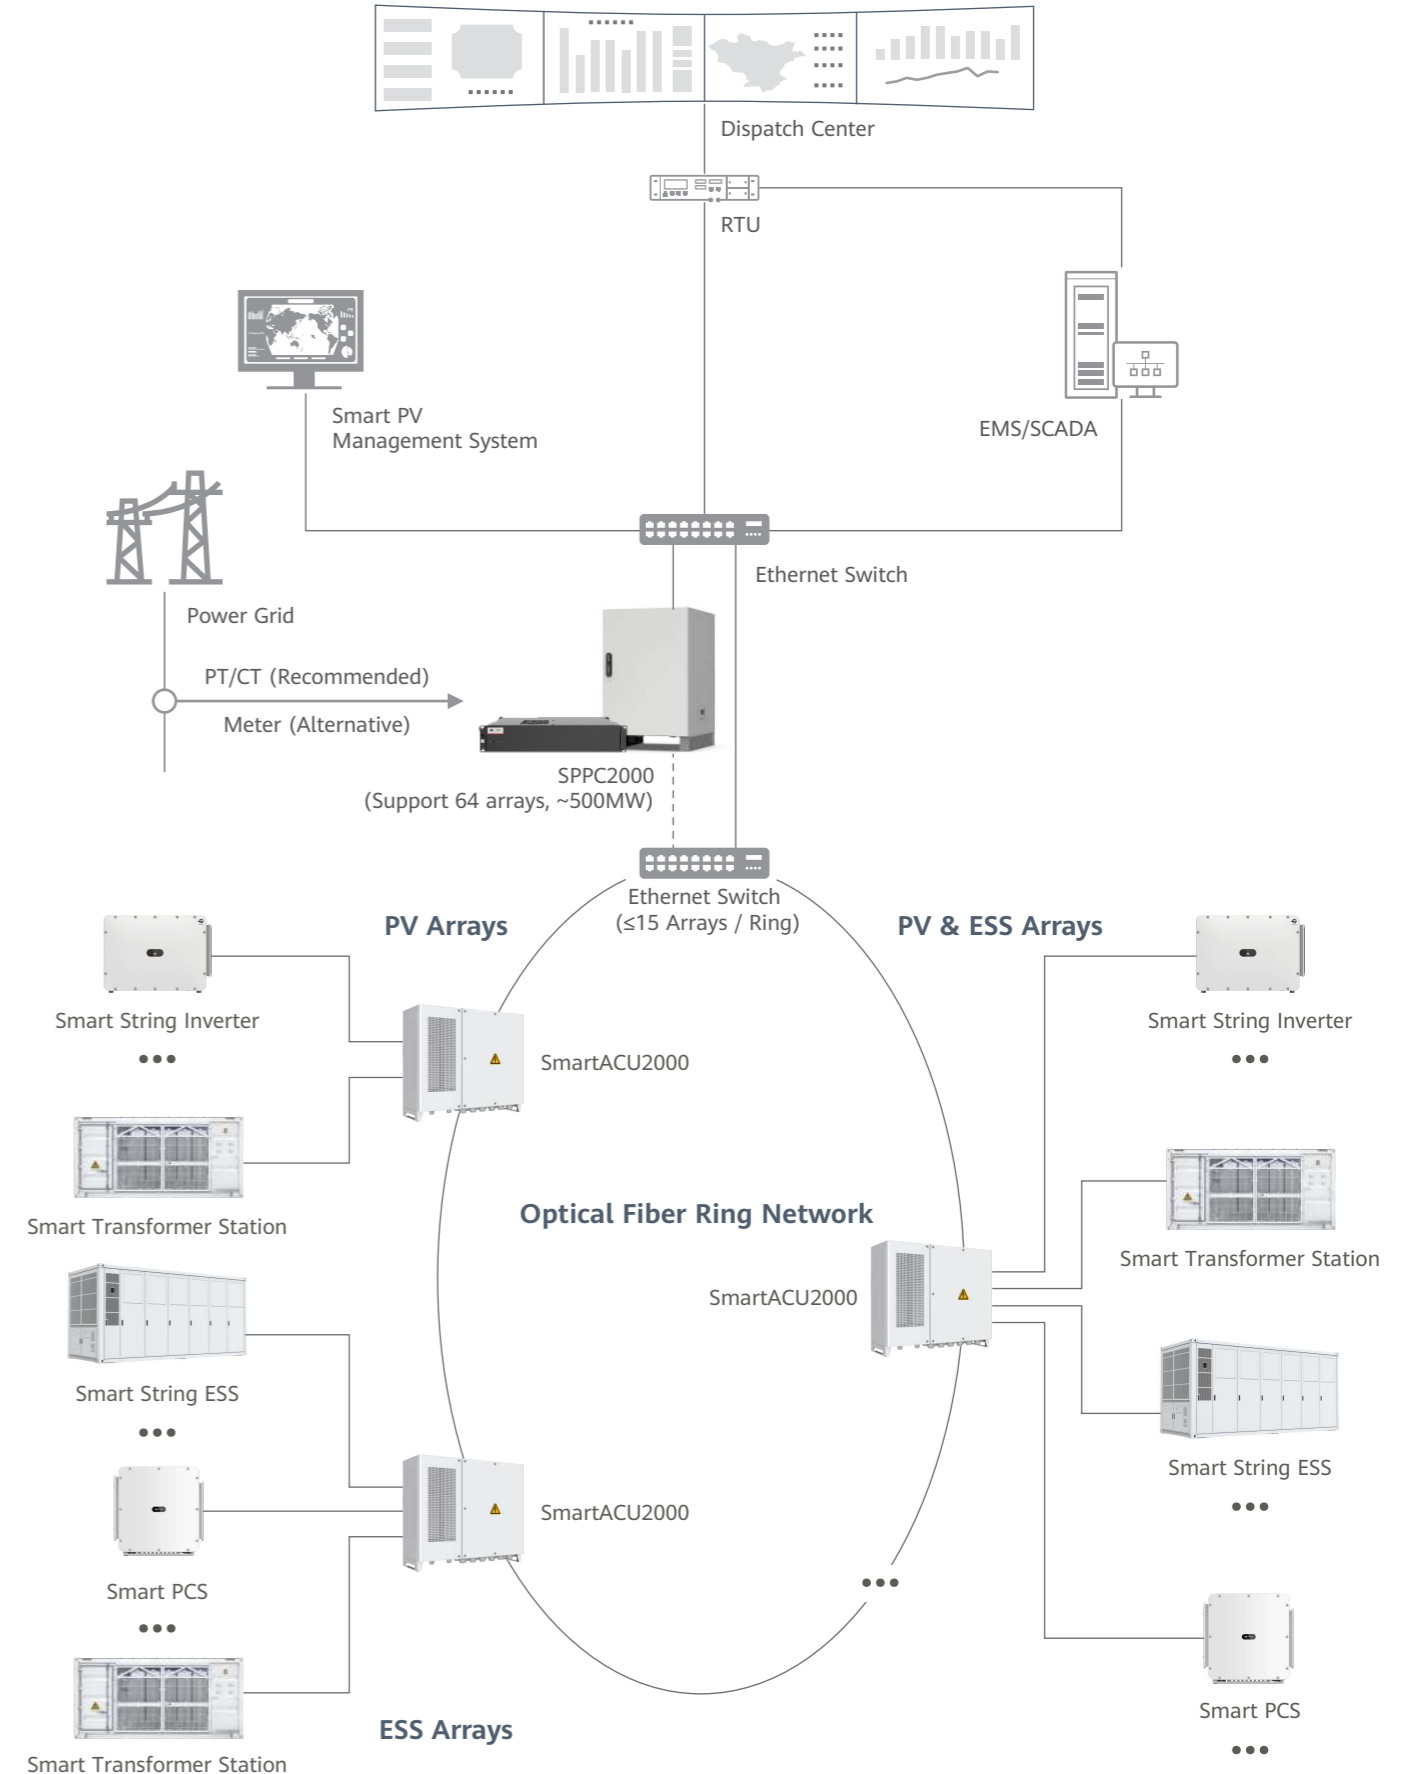 Dispatch Center
RTU
Smart PV
Management System
EMS/SCADA
Ethernet Switch
Power Grid
PT/CT (Recommended)
Meter (Alternative)
SPPC2000
(Support 64 arrays, ~500MW)
Ethernet Switch
(≤15 Arrays / Ring)
PV Arrays
PV & ESS Arrays
Smart String Inverter
SmartACU2000
Smart String Inverter
Smart Transformer Station
Optical Fiber Ring Network
Smart Transformer Station
SmartACU2000
Smart String ESS
Smart String ESS
SmartACU2000
Smart PCS
Smart PCS
ESS Arrays
Smart Transformer Station